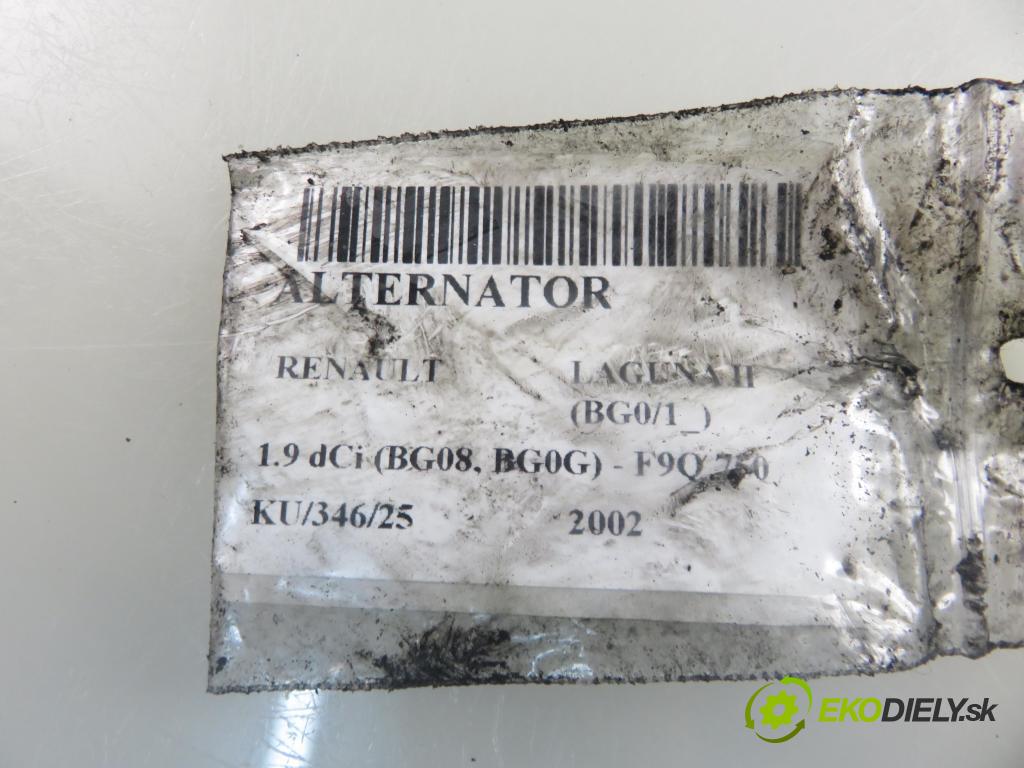 ALTERNATOR
RENAULT LAGUNA II
(BG0/1_)
1.9 dCi (BG08, BG0G) - F9Q 750
KU/346/25 2002
EKODIELY.sk